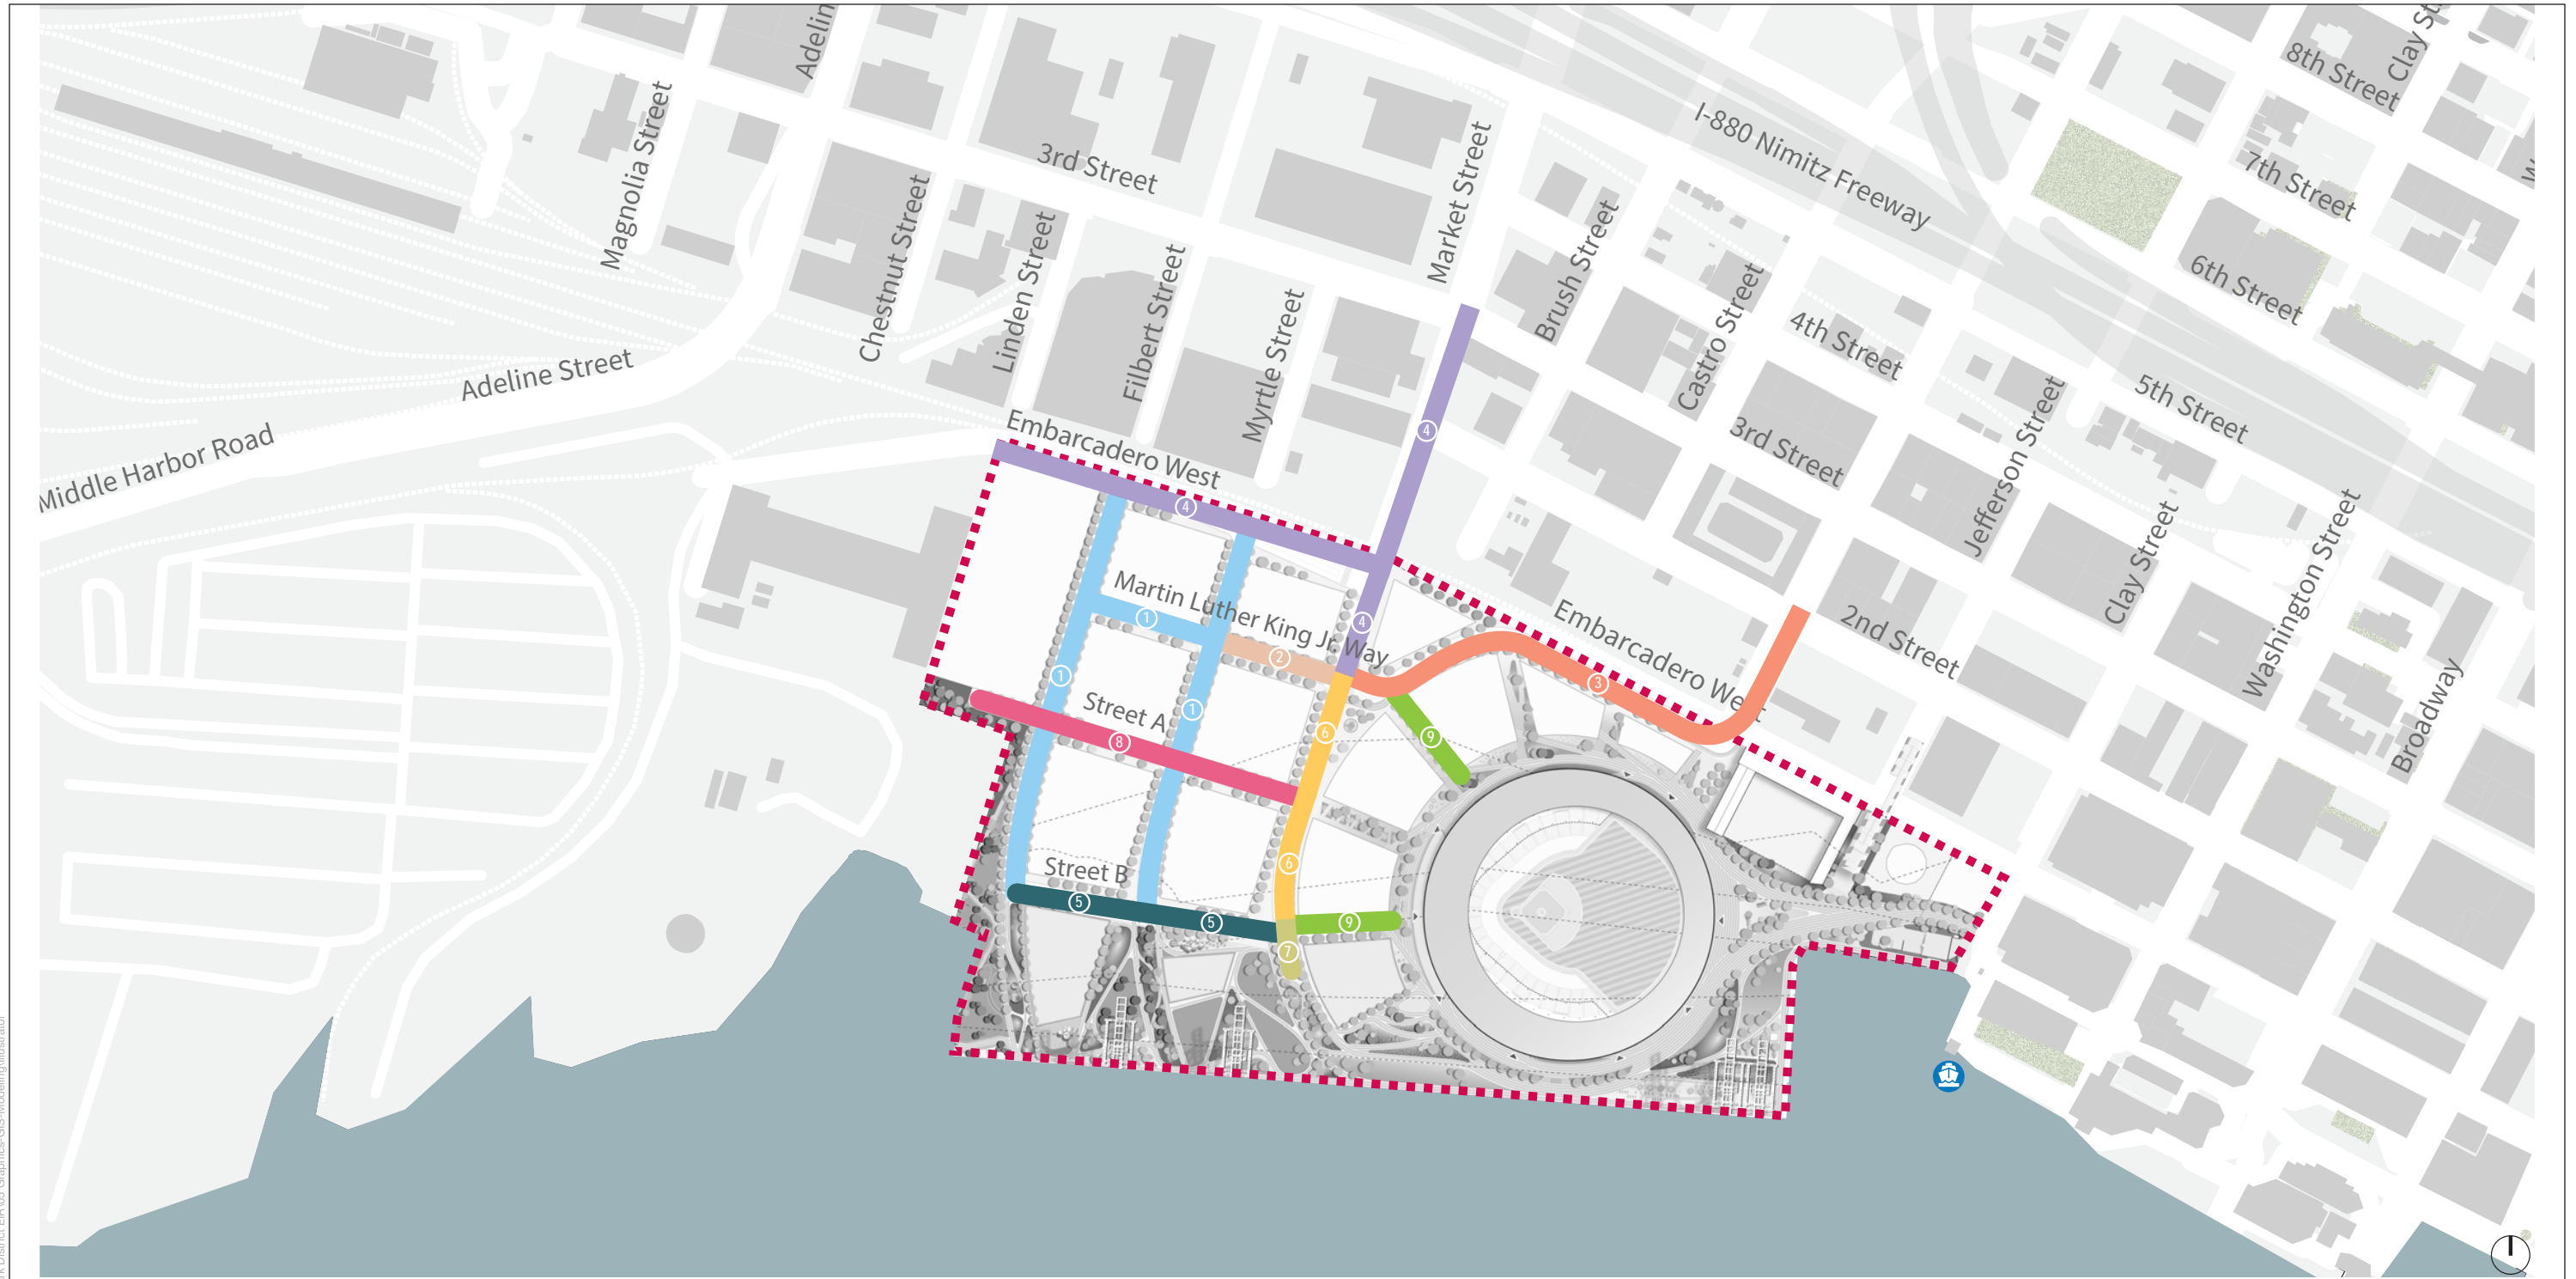 Adelin
Clay St
8th Street
Magnolia Street
3rd Street
Market Street
I-880 Nimitz Freeway
7th Street
Chestnut Street
Linden Street
Filbert Street
Myrtle Street
Brush Street
Castro Street
4th Street
6th Street
Adeline Street
Middle Harbor Road
Embarcadero West
4
3rd Street
Jefferson Street
5th Street
4
Clay Street
Washington Street
Broadway
Martin Luther King Jr. Way
1
4
2
Embarcadero West
2nd Street
1
3
Street A
1
8
6
9
Street B
6
5
5
9
7